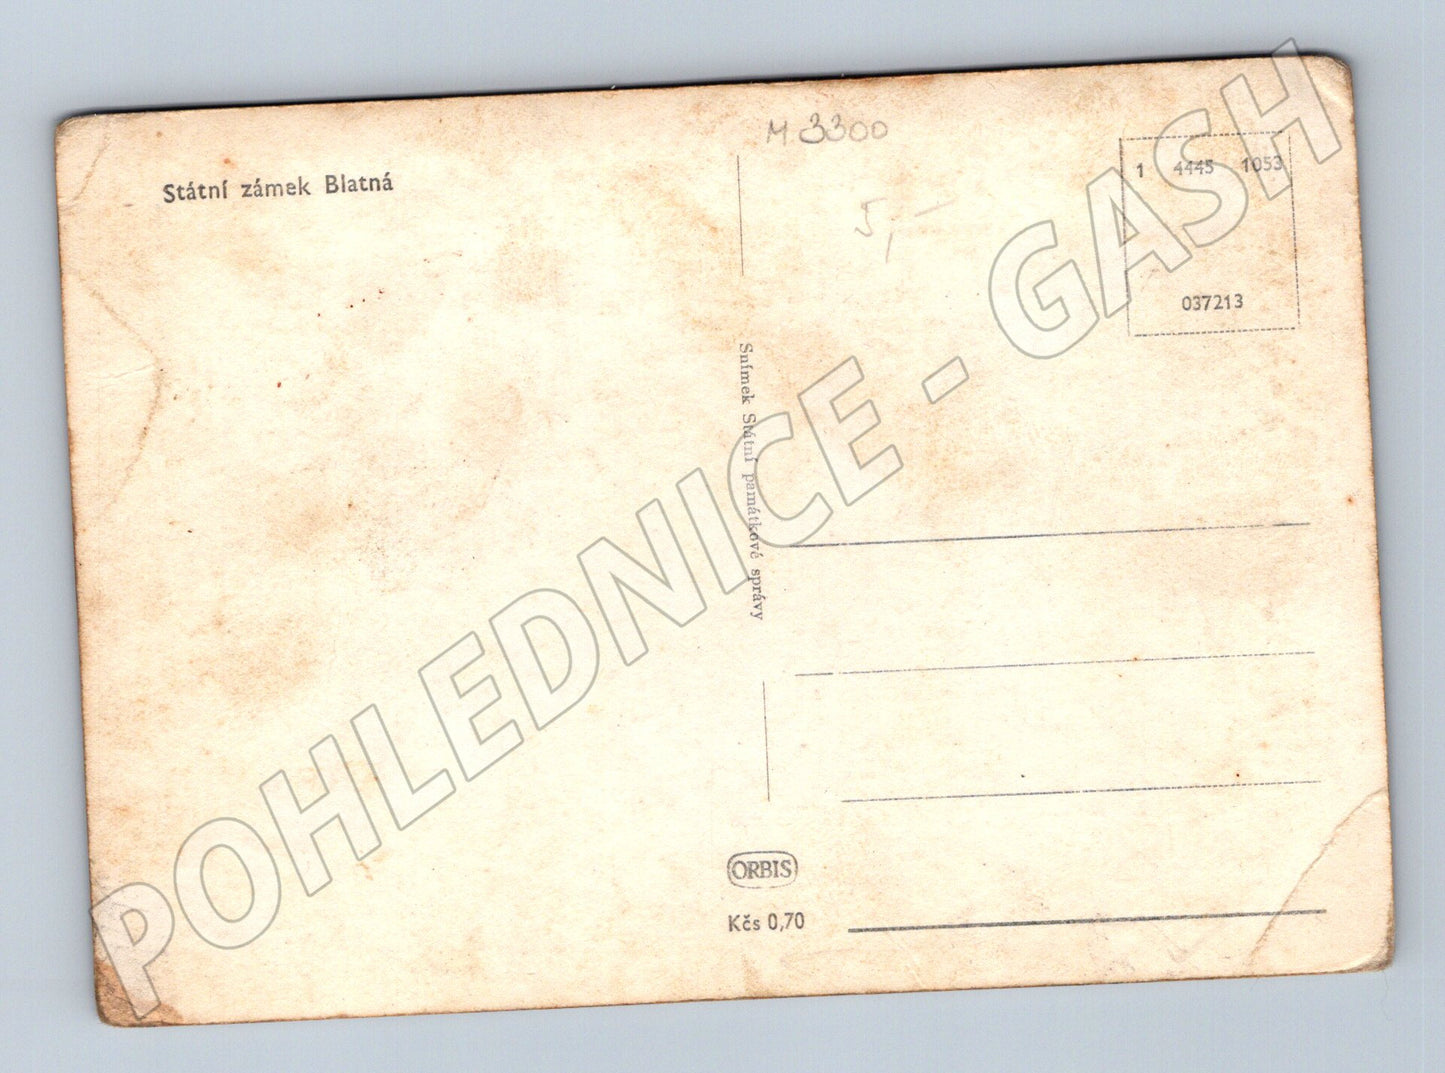 M 3300
Státní zámek Blatná
1 4445 1053
5,—
037213
Snímek Státní památkové správy
ORBIS
Kčs 0,70
POHLEDNICE - GASH